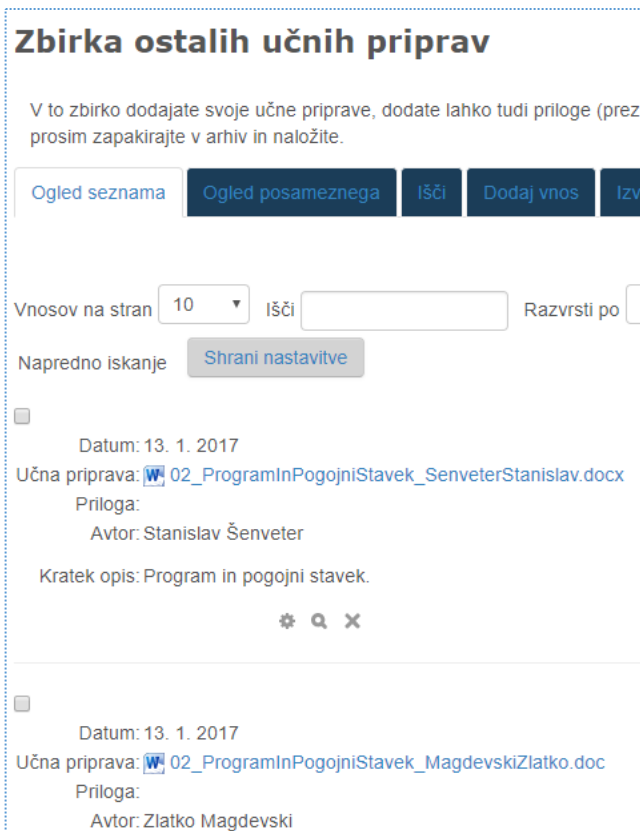 Zbirka ostalih učnih priprav
V to zbirko dodajate svoje učne priprave, dodate lahko tudi priloge (prez
prosim zapakirajte v arhiv in naložite.
Ogled seznama Ogled posameznega Išči Dodaj vnos Izv
Vnosov na stran 10 Išči Razvrsti po
Napredno iskanje Shrani nastavitve
Datum: 13. 1. 2017
Učna priprava: 02_ProgramInPogojniStavek_SenveterStanislav.docx
Priloga:
Avtor: Stanislav Šenveter
Kratek opis: Program in pogojni stavek.
Datum: 13. 1. 2017
Učna priprava: 02_ProgramInPogojniStavek_MagdevskiZlatko.doc
Priloga:
Avtor: Zlatko Magdevski